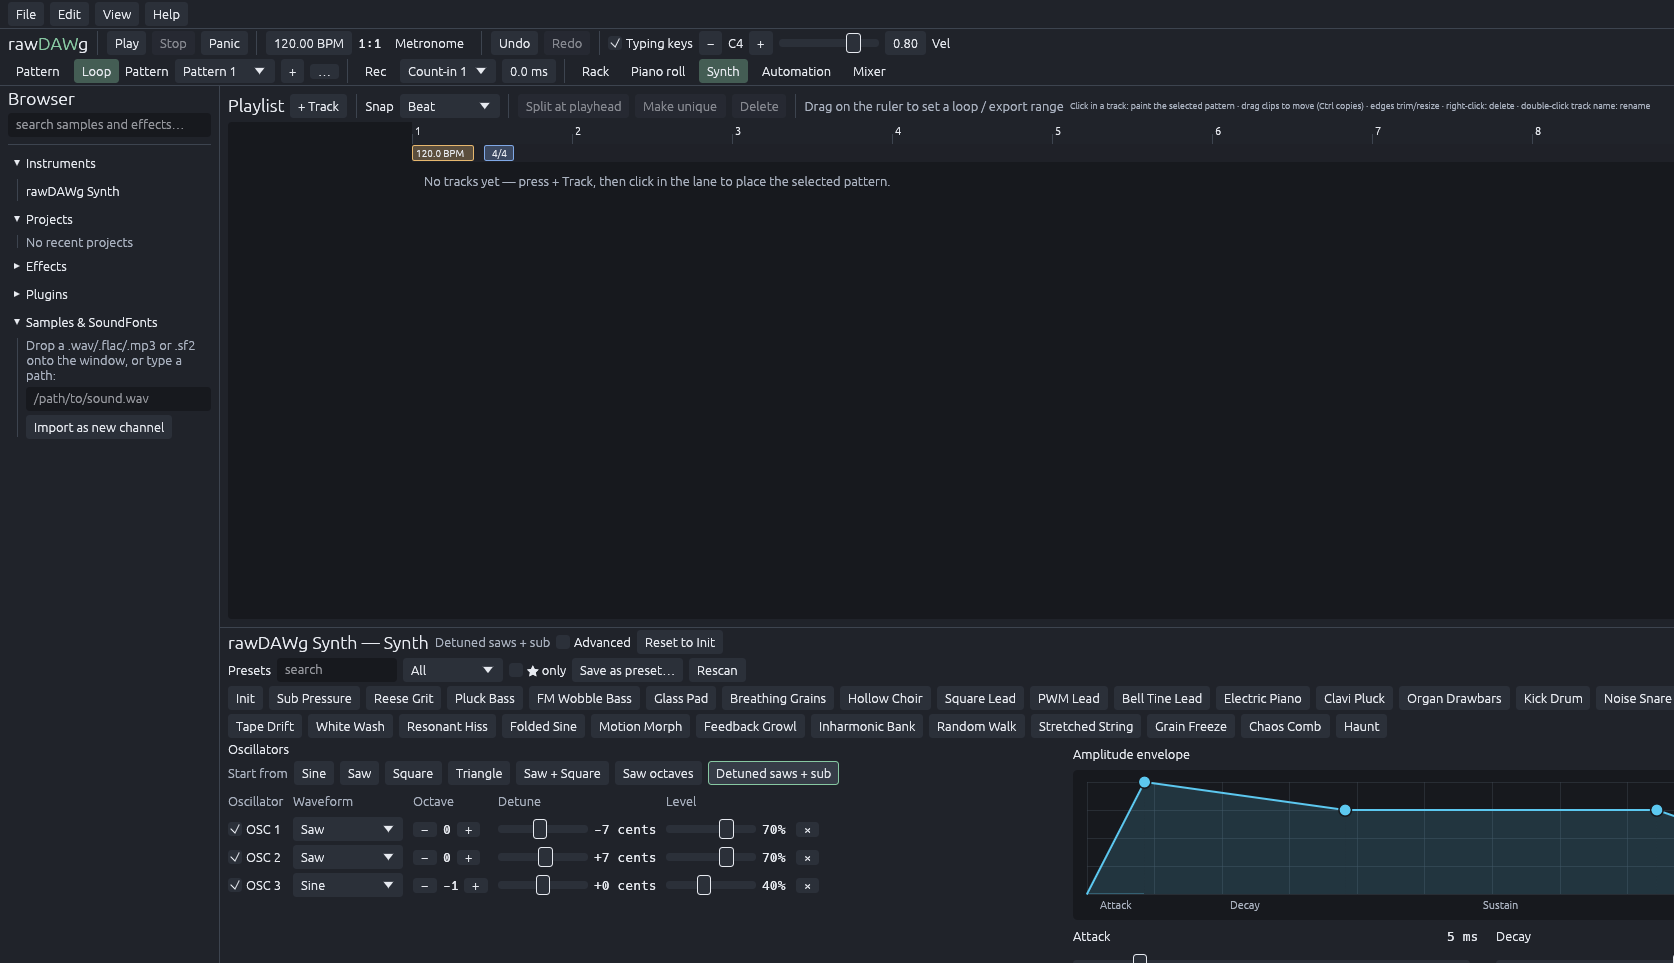 File Edit View Help
rawDAWg Play Stop Panic 120.00 BPM 1:1 Metronome Undo Redo Typing keys − C4 + 0.80 Vel
Pattern Loop Pattern Pattern 1 + ... Rec Count-in 1 0.0 ms Rack Piano roll Synth Automation Mixer
Browser
search samples and effects…
Instruments
rawDAWg Synth
Projects
No recent projects
Effects
Plugins
Samples & SoundFonts
Drop a .wav/.flac/.mp3 or .sf2
onto the window, or type a
path:
/path/to/sound.wav
Import as new channel
Playlist + Track Snap Beat Split at playhead Make unique Delete Drag on the ruler to set a loop / export range Click in a track: paint the selected pattern · drag clips to move (Ctrl copies) · edges trim/resize · right-click: delete · double-click track name: rename
1 2 3 4 5 6 7 8
120.0 BPM 4/4
No tracks yet — press + Track, then click in the lane to place the selected pattern.
rawDAWg Synth — Synth Detuned saws + sub Advanced Reset to Init
Presets search All ★ only Save as preset… Rescan
Init Sub Pressure Reese Grit Pluck Bass FM Wobble Bass Glass Pad Breathing Grains Hollow Choir Square Lead PWM Lead Bell Tine Lead Electric Piano Clavi Pluck Organ Drawbars Kick Drum Noise Snare
Tape Drift White Wash Resonant Hiss Folded Sine Motion Morph Feedback Growl Inharmonic Bank Random Walk Stretched String Grain Freeze Chaos Comb Haunt
Oscillators
Start from Sine Saw Square Triangle Saw + Square Saw octaves Detuned saws + sub
Oscillator Waveform Octave Detune Level
OSC 1 Saw − 0 + −7 cents 70% ×
OSC 2 Saw − 0 + +7 cents 70% ×
OSC 3 Sine − −1 + +0 cents 40% ×
Amplitude envelope
Attack Decay Sustain
Attack 5 ms Decay